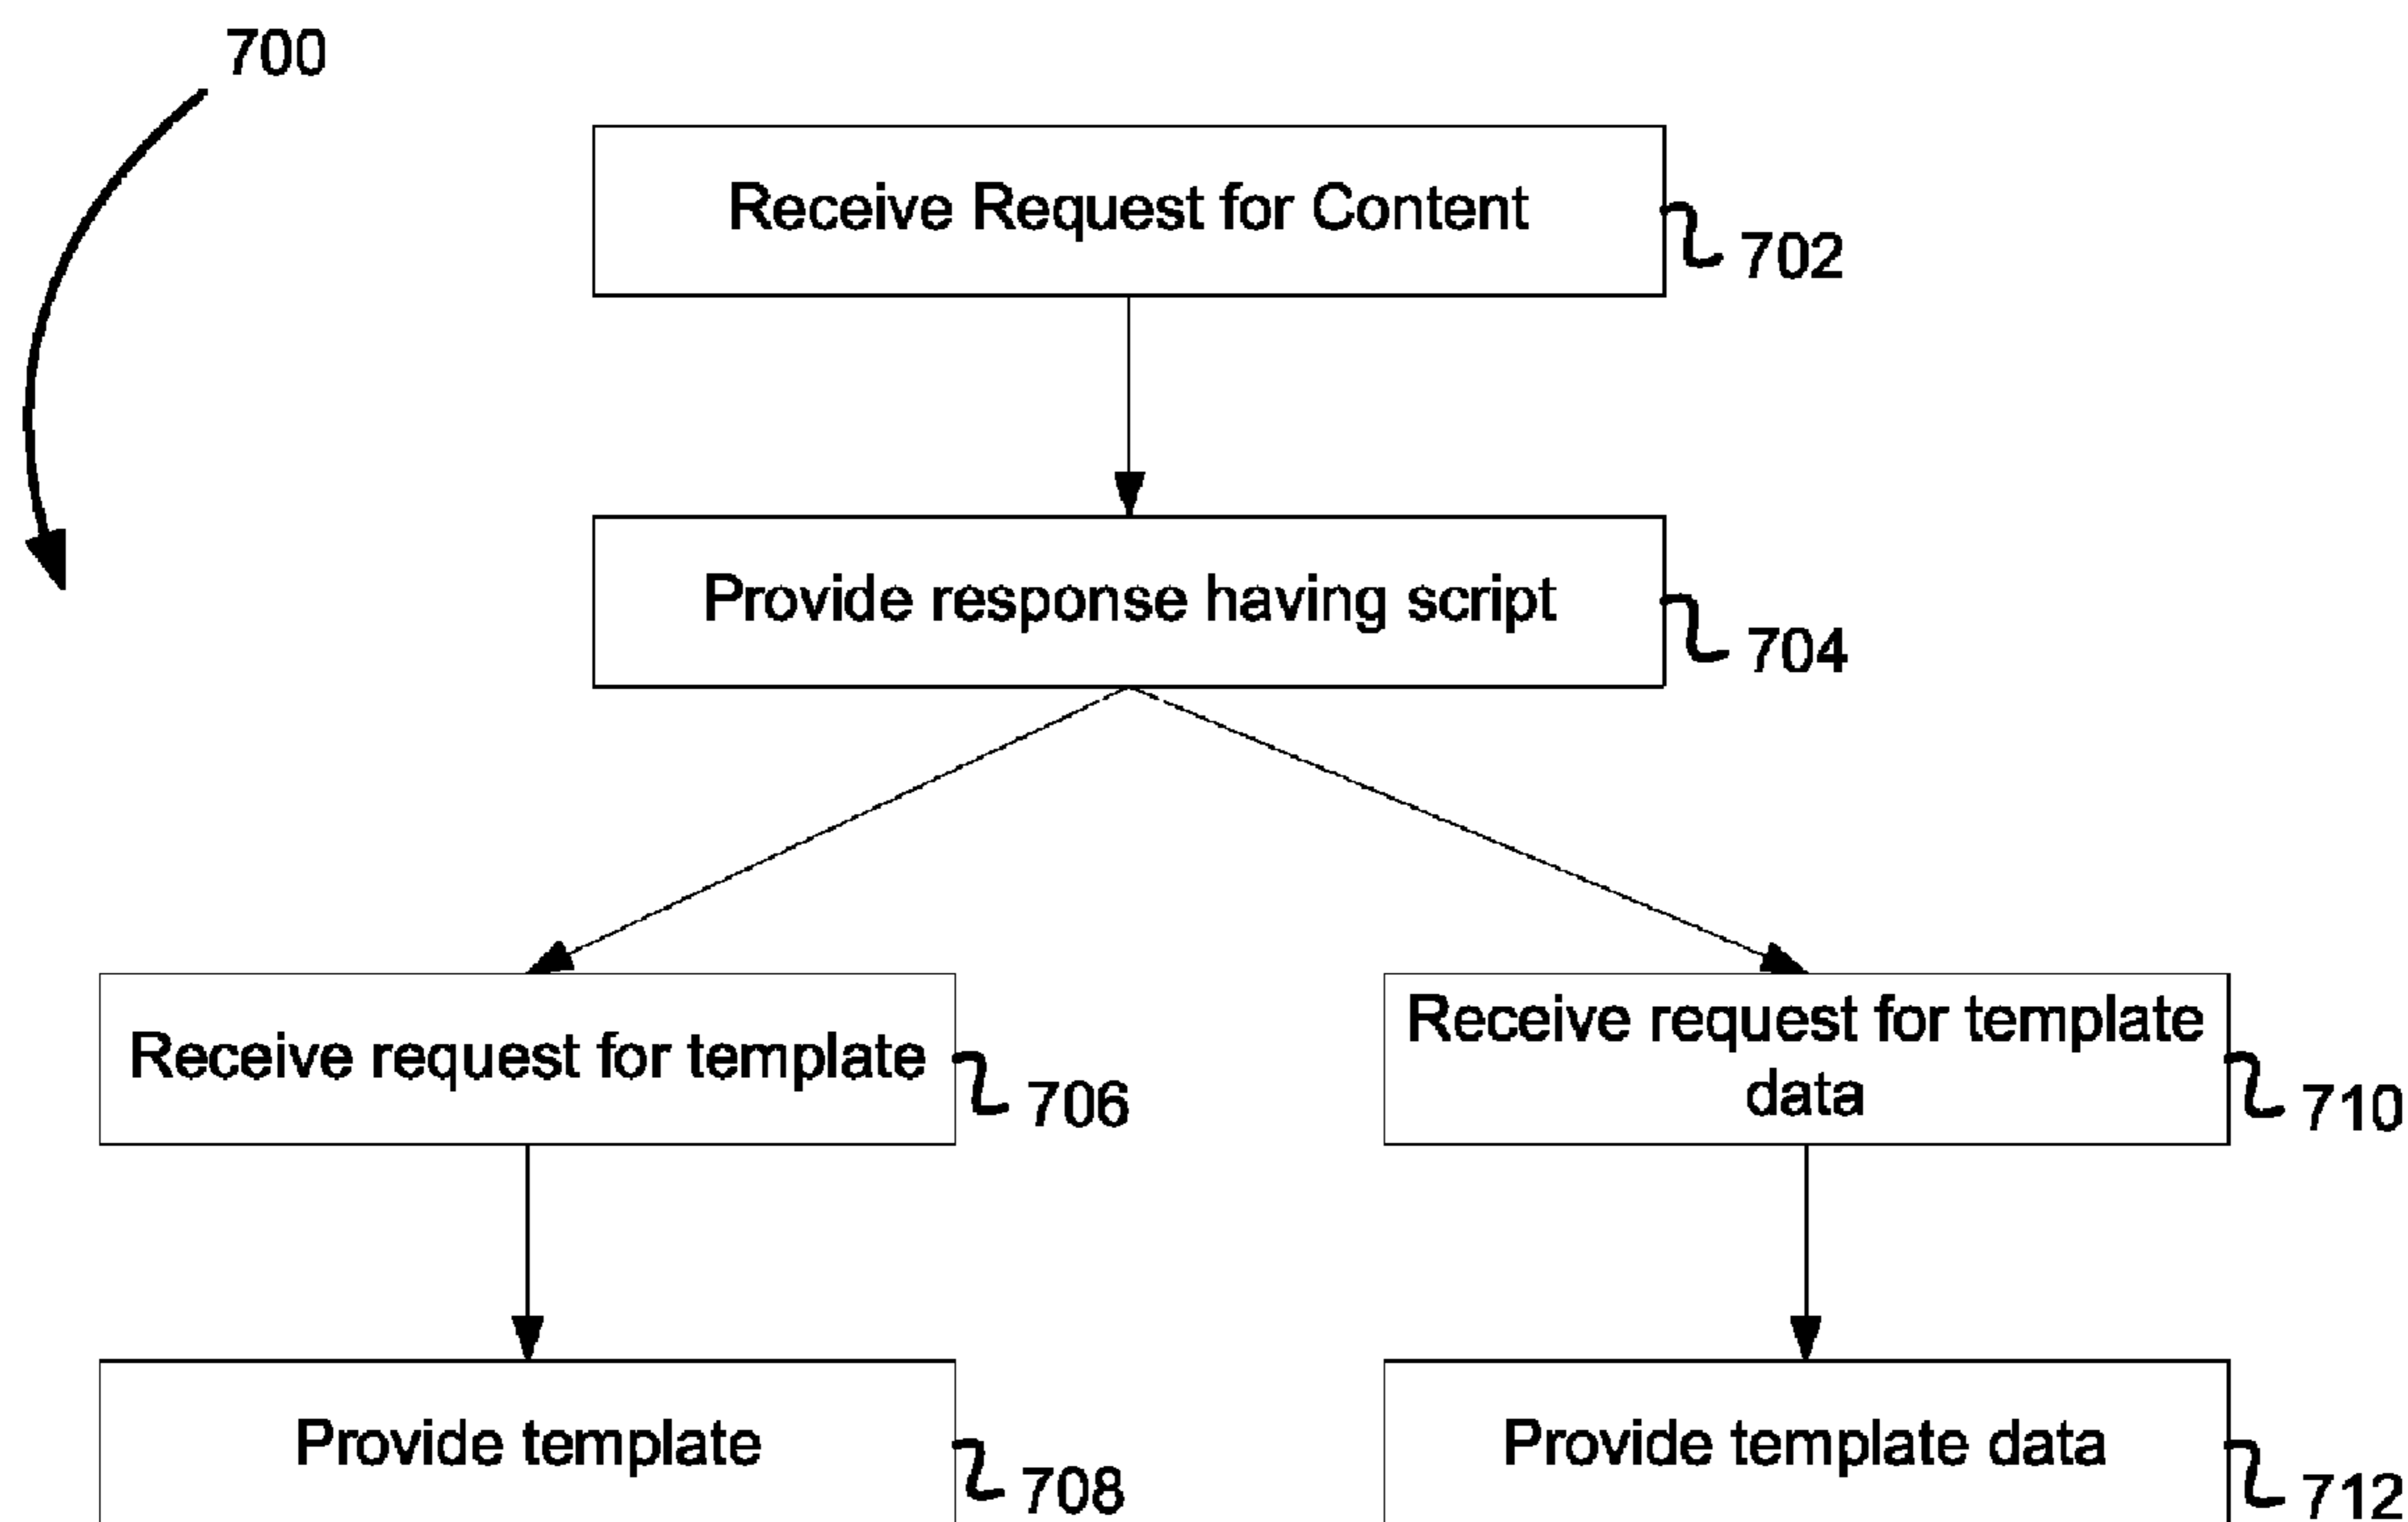 700
Receive Request for Content
702
Provide response having script
704
Receive request for template
706
Receive request for template
data
710
Provide template
708
Provide template data
712